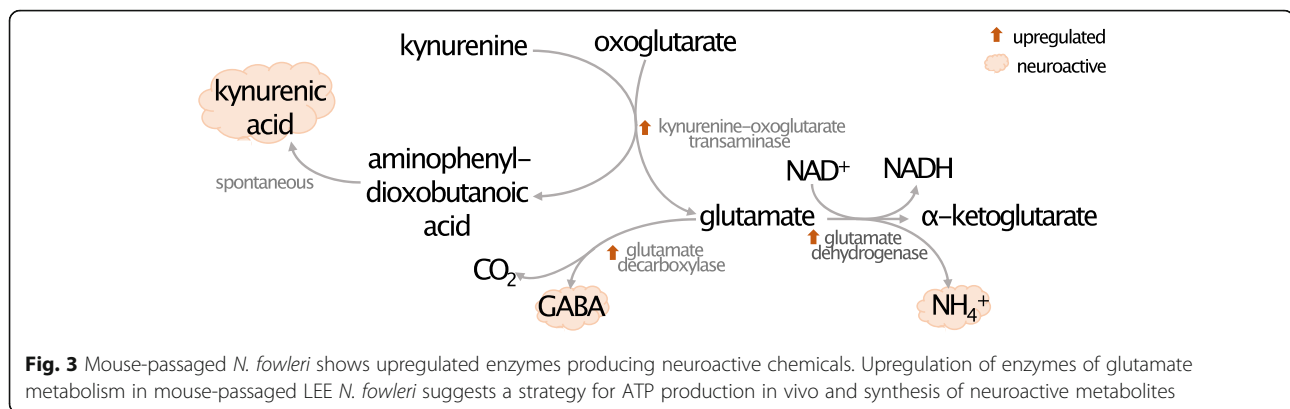 kynurenine
oxoglutarate
upregulated
neuroactive
kynurenic
acid
kynurenine–oxoglutarate
transaminase
spontaneous
aminophenyl–
dioxobutanoic
acid
NAD⁺
NADH
glutamate
α–ketoglutarate
glutamate
dehydrogenase
glutamate
decarboxylase
CO₂
GABA
NH₄⁺
Fig. 3 Mouse-passaged N. fowleri shows upregulated enzymes producing neuroactive chemicals. Upregulation of enzymes of glutamate
metabolism in mouse-passaged LEE N. fowleri suggests a strategy for ATP production in vivo and synthesis of neuroactive metabolites